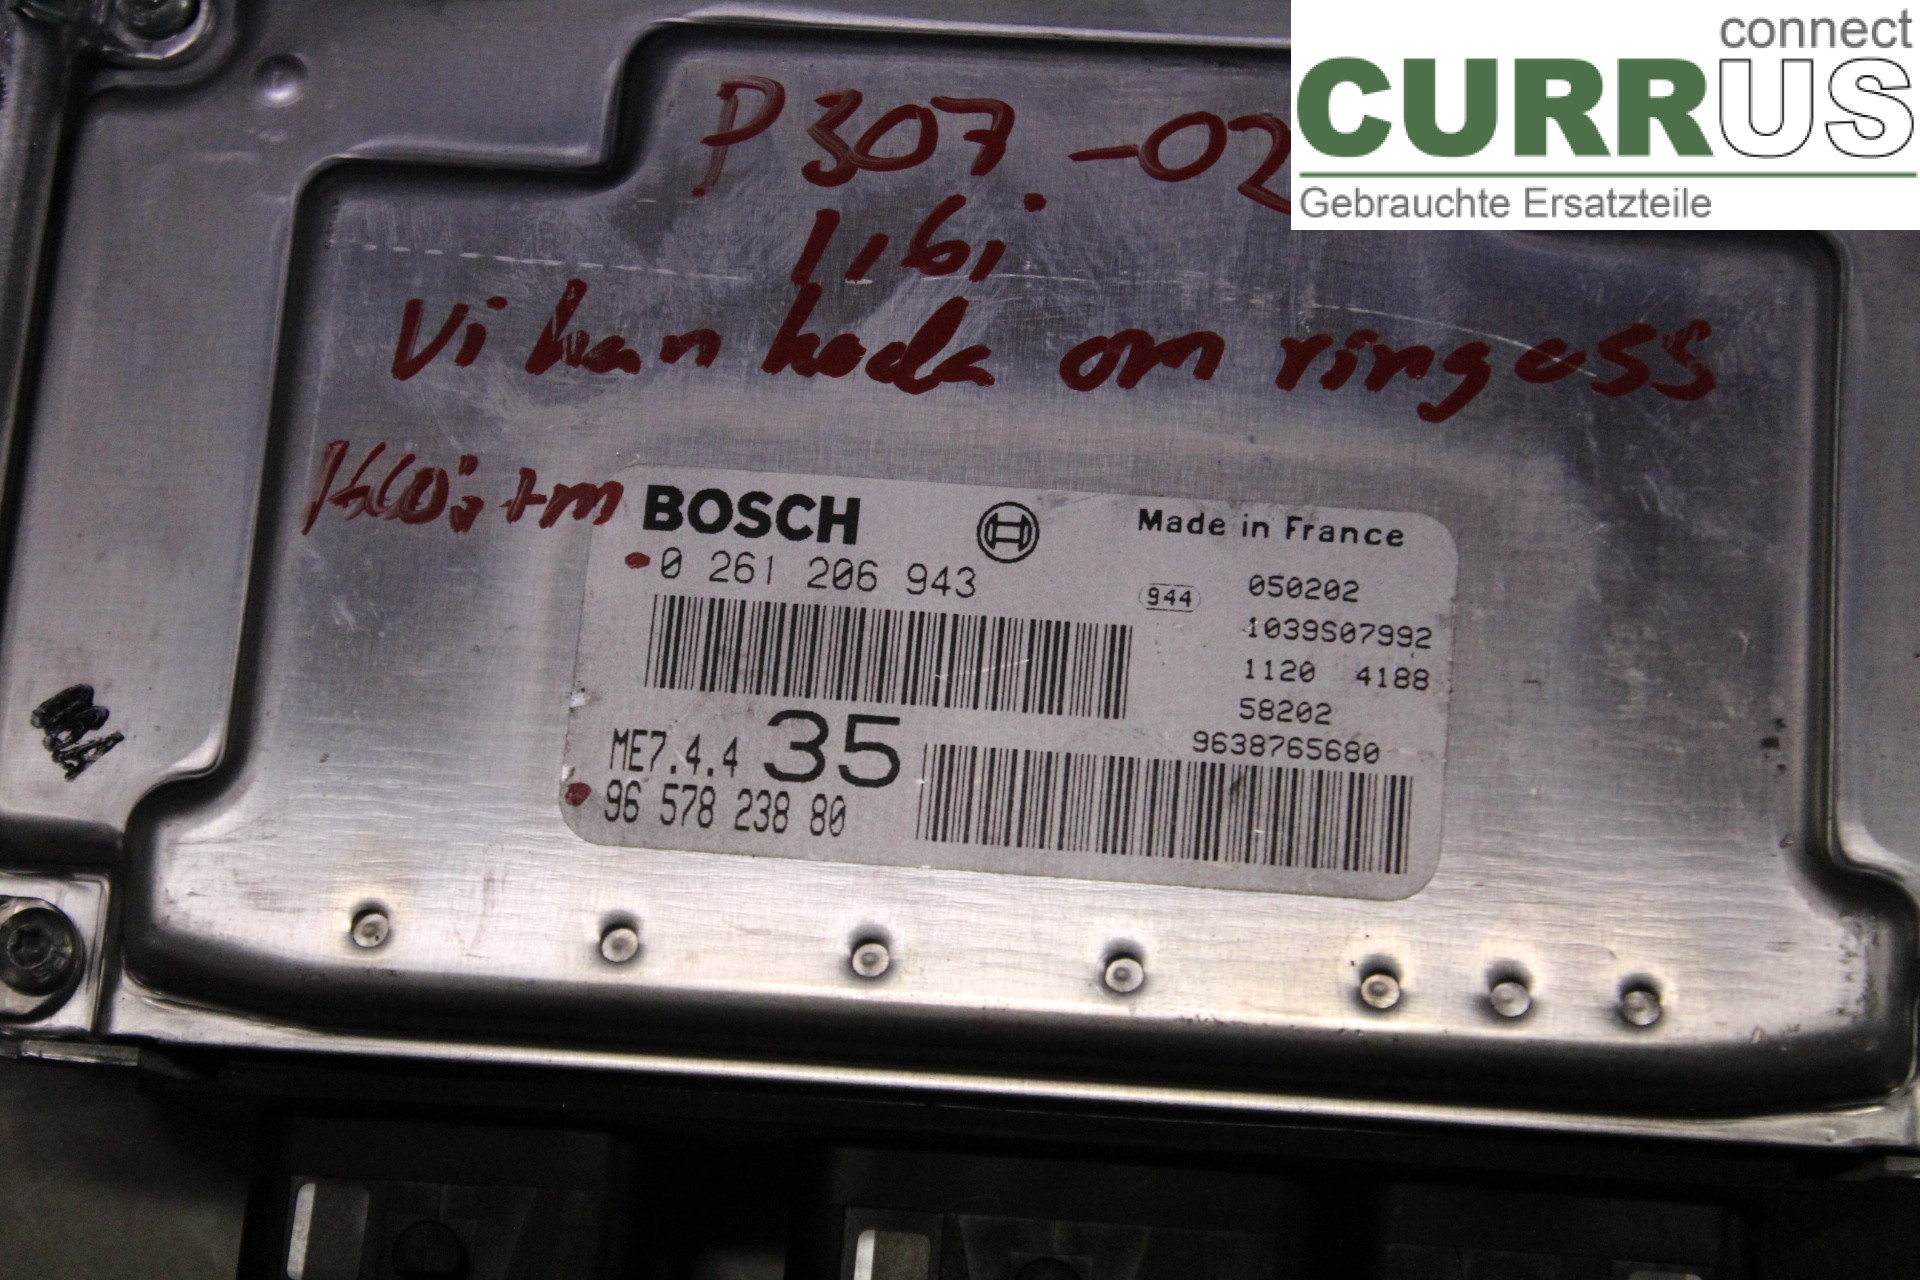 connect
CURRUS
Gebrauchte Ersatzteile
P307-02
1,6i
Vi kan koda om ring oss
BOSCH
Made in France
0 261 206 943
944
050202
1039S07992
1120 4188
58202
9638765680
ME7.4.4 35
96 578 238 80